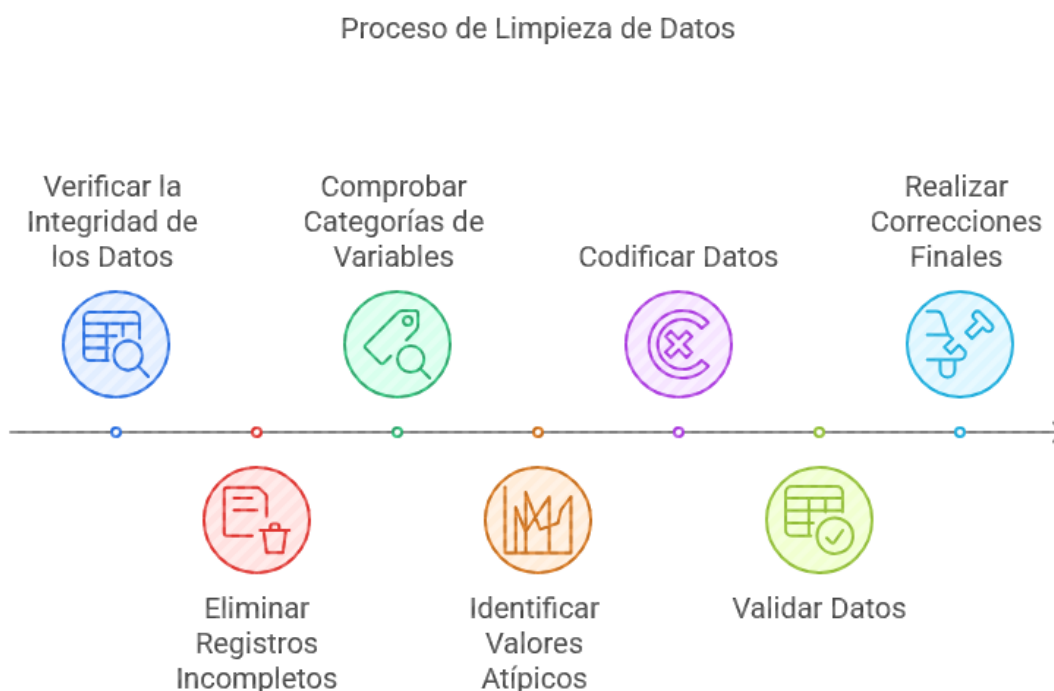 Proceso de Limpieza de Datos
Verificar la
Integridad de
los Datos
Eliminar
Registros
Incompletos
Comprobar
Categorías de
Variables
Identificar
Valores
Atípicos
Codificar Datos
Validar Datos
Realizar
Correcciones
Finales